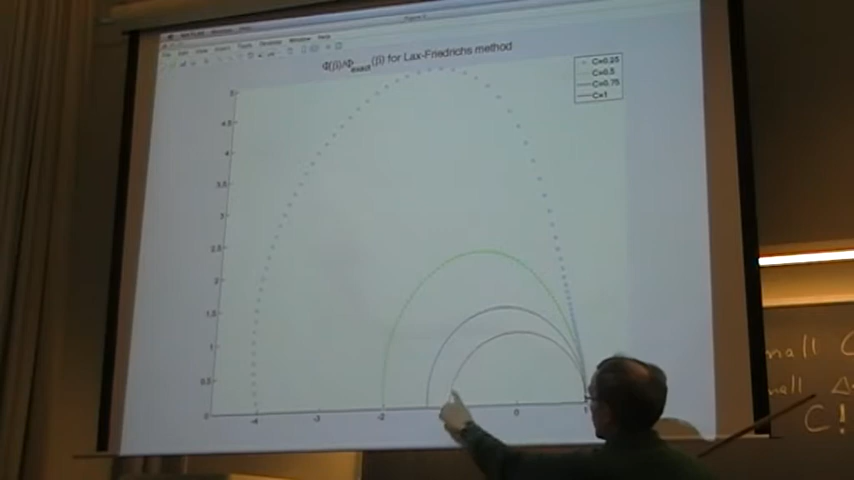 Φ(β)/Φexact(β) for Lax-Friedrichs method
C=0.25
C=0.5
C=0.75
C=1
5
4.5
4
3.5
3
2.5
2
1.5
1
0.5
0
-4
-3
-2
0
1
mall C
mall Δ
C!